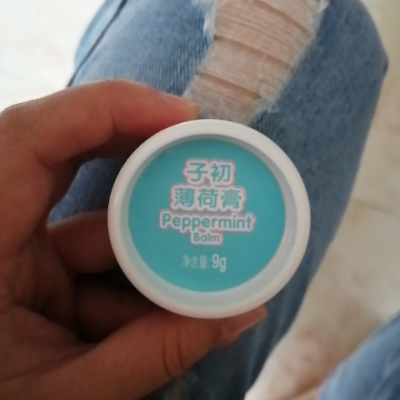 子初
薄荷膏
Peppermint
Balm
净含量:9g